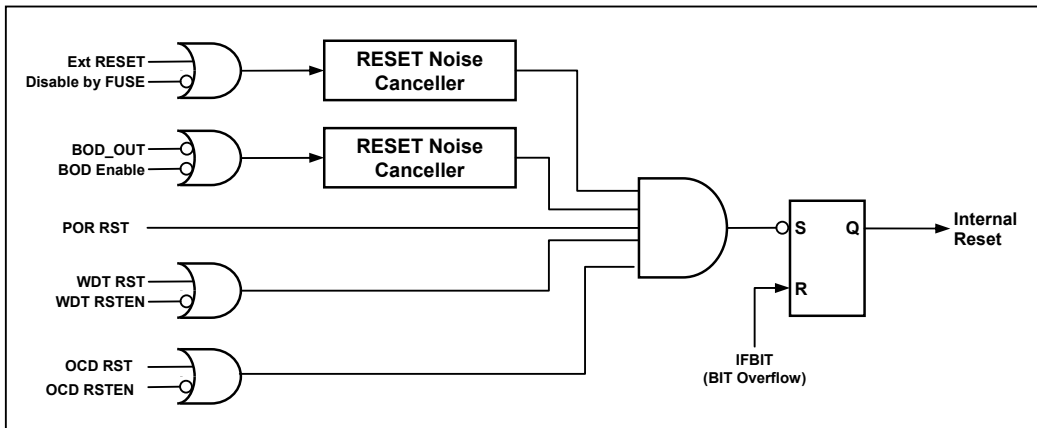 Ext RESET
Disable by FUSE
RESET Noise
Canceller
BOD_OUT
BOD Enable
RESET Noise
Canceller
POR RST
WDT RST
WDT RSTEN
OCD RST
OCD RSTEN
S
Q
R
Internal
Reset
IFBIT
(BIT Overflow)